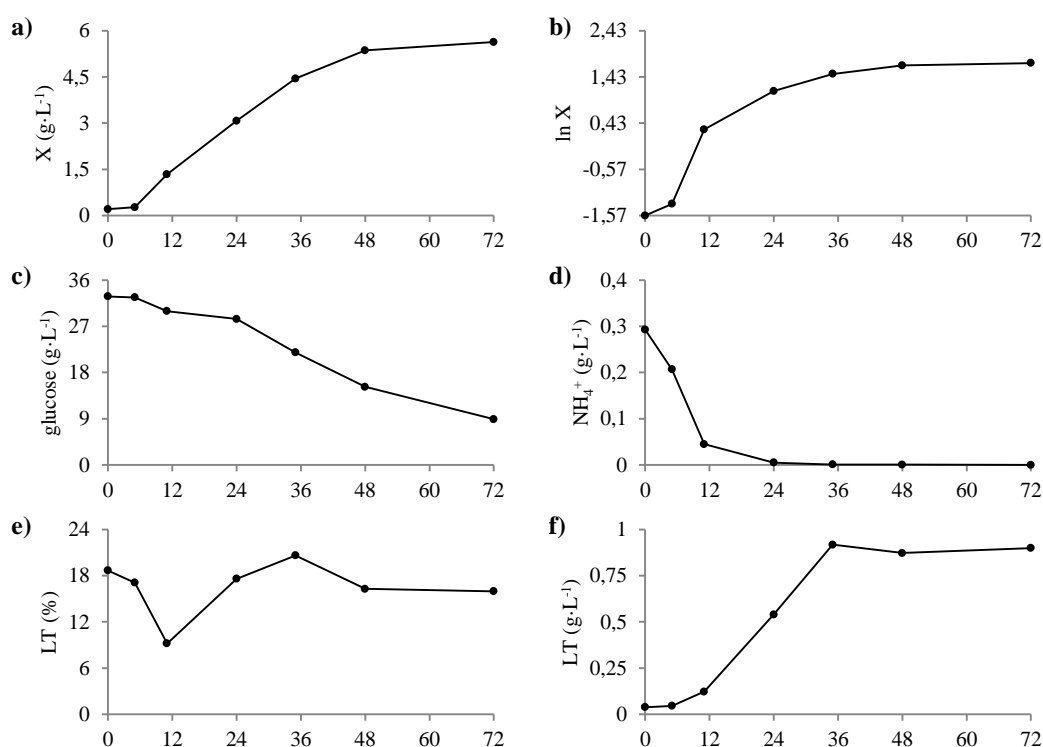 a)
6
4,5
3
1,5
0
X (g·L-1)
0 12 24 36 48 60 72
b)
2,43
1,43
0,43
-0,57
-1,57
ln X
0 12 24 36 48 60 72
c)
36
27
18
9
0
glucose (g·L-1)
0 12 24 36 48 60 72
d)
0,4
0,3
0,2
0,1
0
NH4+ (g·L-1)
0 12 24 36 48 60 72
e)
24
18
12
6
0
LT (%)
0 12 24 36 48 60 72
f)
1
0,75
0,5
0,25
0
LT (g·L-1)
0 12 24 36 48 60 72